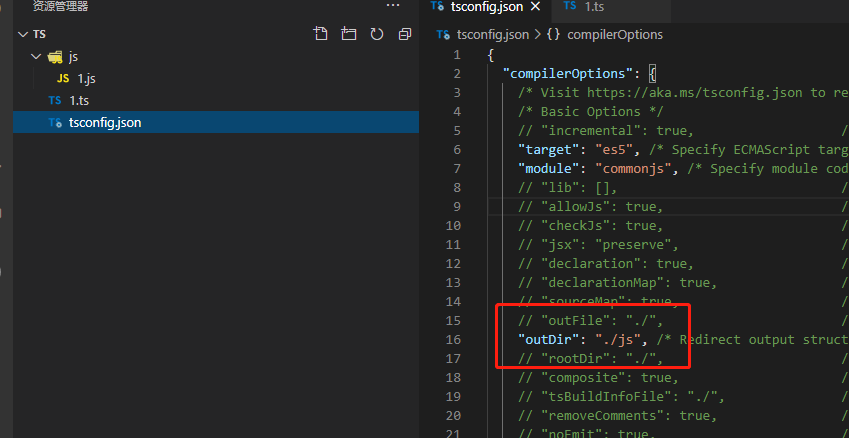 资源管理器
···
TS
js
JS 1.js
TS 1.ts
TS tsconfig.json
TS tsconfig.json
TS 1.ts
TS tsconfig.json > {} compilerOptions
1 {
2 "compilerOptions": {
3 /* Visit https://aka.ms/tsconfig.json to re
4 /* Basic Options */
5 // "incremental": true, /
6 "target": "es5", /* Specify ECMAScript targ
7 "module": "commonjs", /* Specify module cod
8 // "lib": [], /
9 // "allowJs": true, /
10 // "checkJs": true, /
11 // "jsx": "preserve", /
12 // "declaration": true, /
13 // "declarationMap": true, /
14 // "sourceMap": true, /
15 // "outFile": "./", /
16 "outDir": "./js", /* Redirect output struct
17 // "rootDir": "./", /
18 // "composite": true, /
19 // "tsBuildInfoFile": "./", /
20 // "removeComments": true, /
21 // "noEmit": true, /